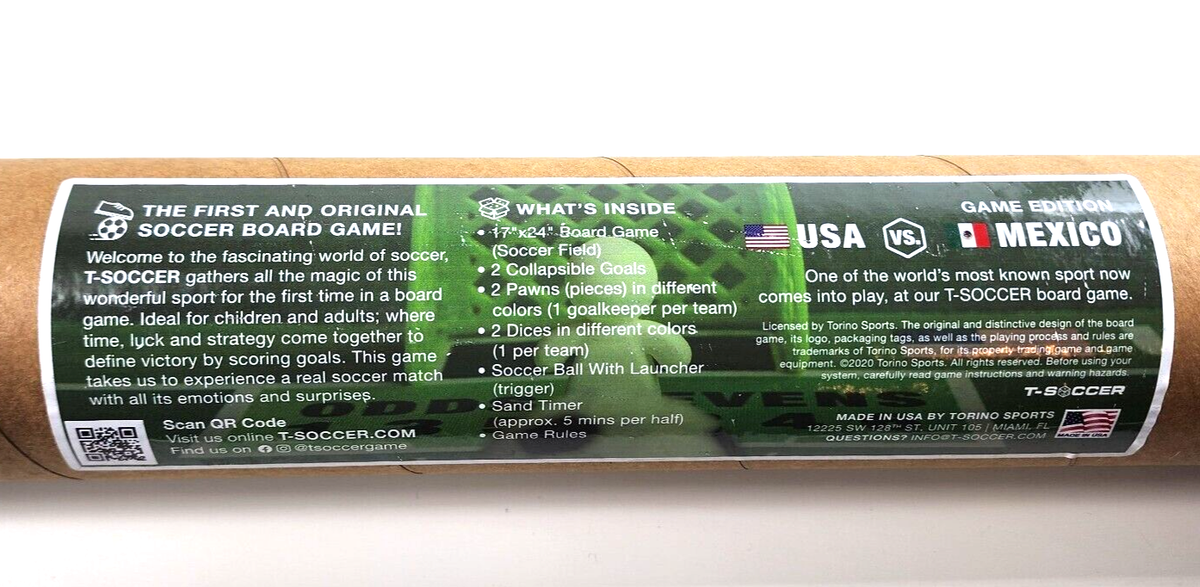 THE FIRST AND ORIGINAL
SOCCER BOARD GAME!
Welcome to the fascinating world of soccer,
T-SOCCER gathers all the magic of this
wonderful sport for the first time in a board
game. Ideal for children and adults; where
time, luck and strategy come together to
define victory by scoring goals. This game
takes us to experience a real soccer match
with all its emotions and surprises.
Scan QR Code
Visit us online T-SOCCER.COM
Find us on @tsoccergame
WHAT'S INSIDE
• 17"x24" Board Game
(Soccer Field)
• 2 Collapsible Goals
• 2 Pawns (pieces) in different
colors (1 goalkeeper per team)
• 2 Dices in different colors
(1 per team)
• Soccer Ball With Launcher
(trigger)
• Sand Timer
(approx. 5 mins per half)
• Game Rules
ODD EVENS
GAME EDITION
USA VS. MEXICO
One of the world's most known sport now
comes into play, at our T-SOCCER board game.
Licensed by Torino Sports. The original and distinctive design of the board
game, its logo, packaging tags, as well as the playing process and rules are
trademarks of Torino Sports, for its property trading game and game
equipment. ©2020 Torino Sports. All rights reserved. Before using your
system, carefully read game instructions and warning hazards.
T-SOCCER
MADE IN USA BY TORINO SPORTS
12225 SW 128TH ST, UNIT 105 | MIAMI, FL
QUESTIONS? INFO@T-SOCCER.COM
MADE IN USA